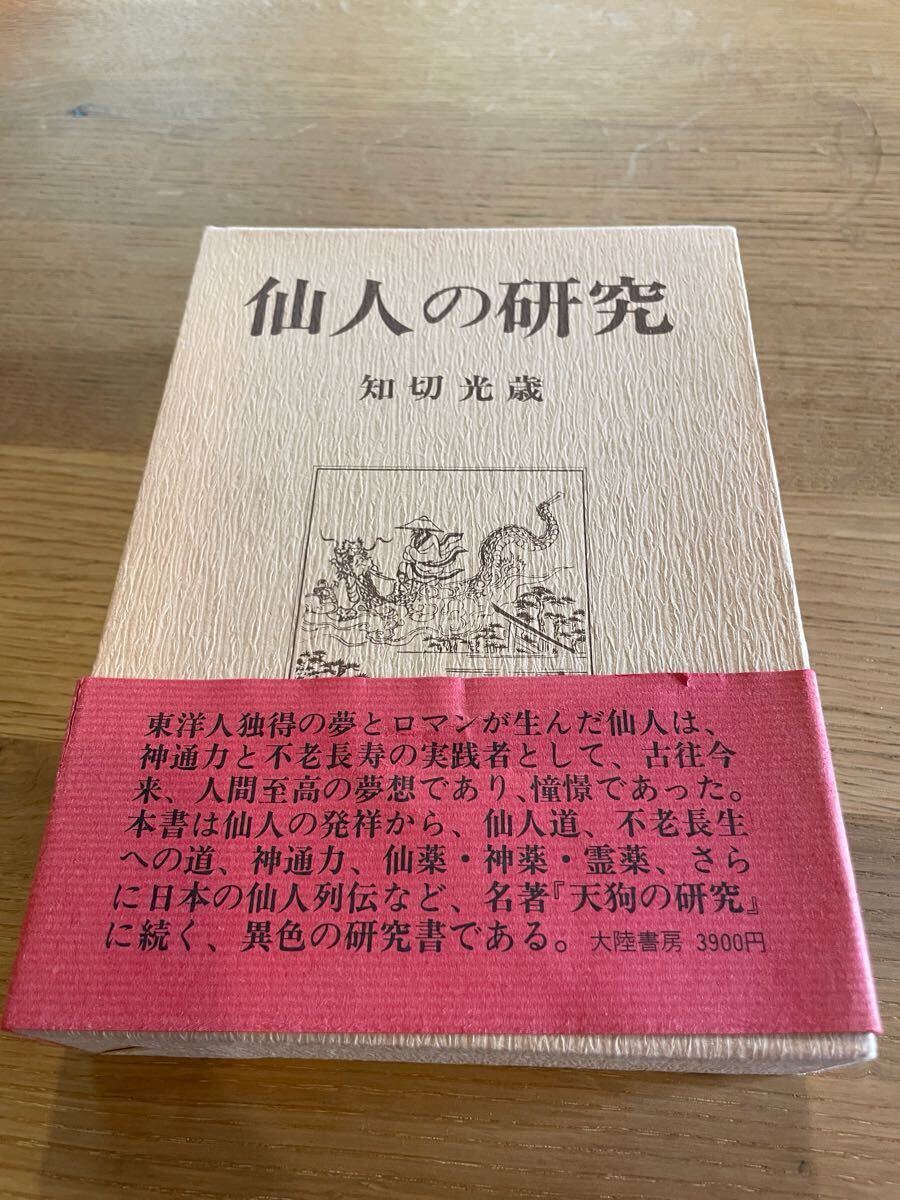 仙人の研究
知切光歳
東洋人独得の夢とロマンが生んだ仙人は、
神通力と不老長寿の実践者として、古往今
来、人間至高の夢想であり、憧憬であった。
本書は仙人の発祥から、仙人道、不老長生
への道、神通力、仙薬・神薬・霊薬、さら
に日本の仙人列伝など、名著『天狗の研究』
に続く、異色の研究書である。大陸書房 3900円